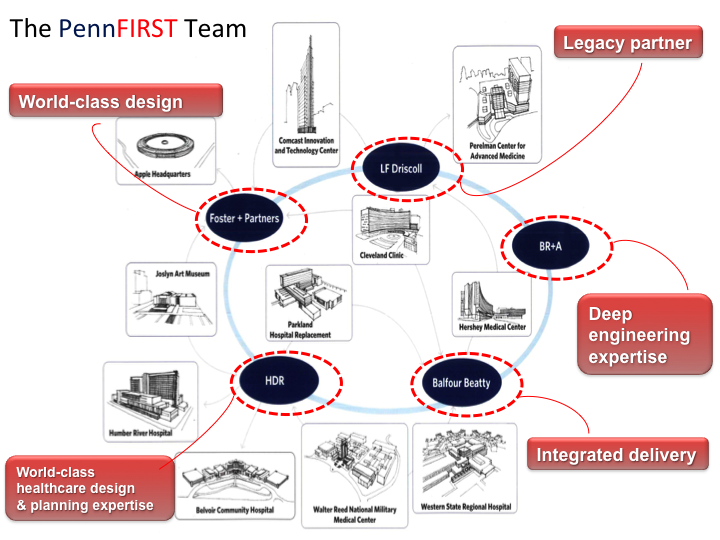 The PennFIRST Team
Legacy partner
World-class design
Comcast Innovation
and Technology Center
Perelman Center for
Advanced Medicine
Apple Headquarters
LF Driscoll
Foster + Partners
BR+A
Cleveland Clinic
Joslyn Art Museum
Parkland
Hospital Replacement
Hershey Medical Center
Deep
engineering
expertise
HDR
Balfour Beatty
Humber River Hospital
Integrated delivery
World-class
healthcare design
& planning expertise
Belvoir Community Hospital
Walter Reed National Military
Medical Center
Western State Regional Hospital